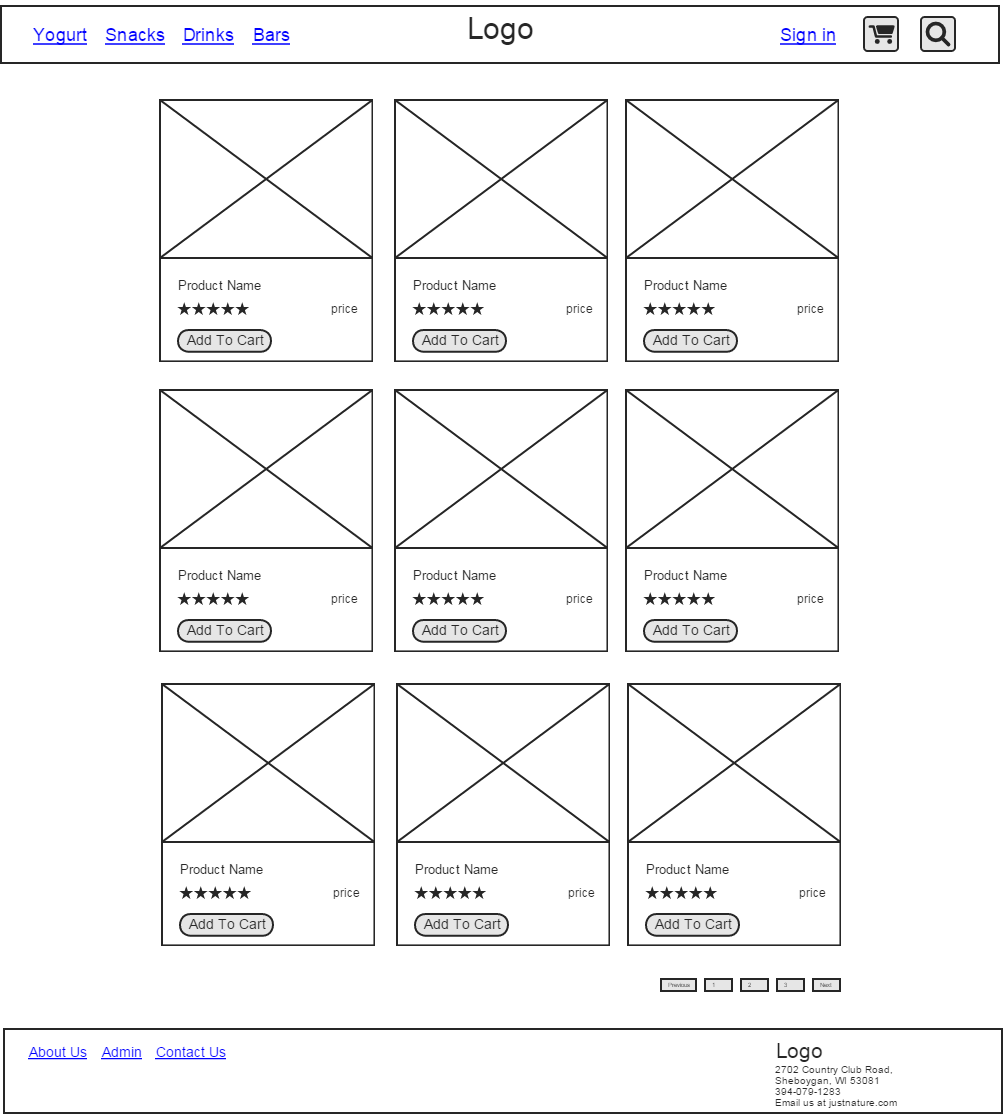 Yogurt Snacks Drinks Bars Logo Sign in
Product Name Product Name Product Name
★★★★★ price ★★★★★ price ★★★★★ price
Add To Cart Add To Cart Add To Cart
Product Name Product Name Product Name
★★★★★ price ★★★★★ price ★★★★★ price
Add To Cart Add To Cart Add To Cart
Product Name Product Name Product Name
★★★★★ price ★★★★★ price ★★★★★ price
Add To Cart Add To Cart Add To Cart
Previous 1 2 3 Next
About Us Admin Contact Us
Logo
2702 Country Club Road,
Sheboygan, WI 53081
394-079-1283
Email us at justnature.com